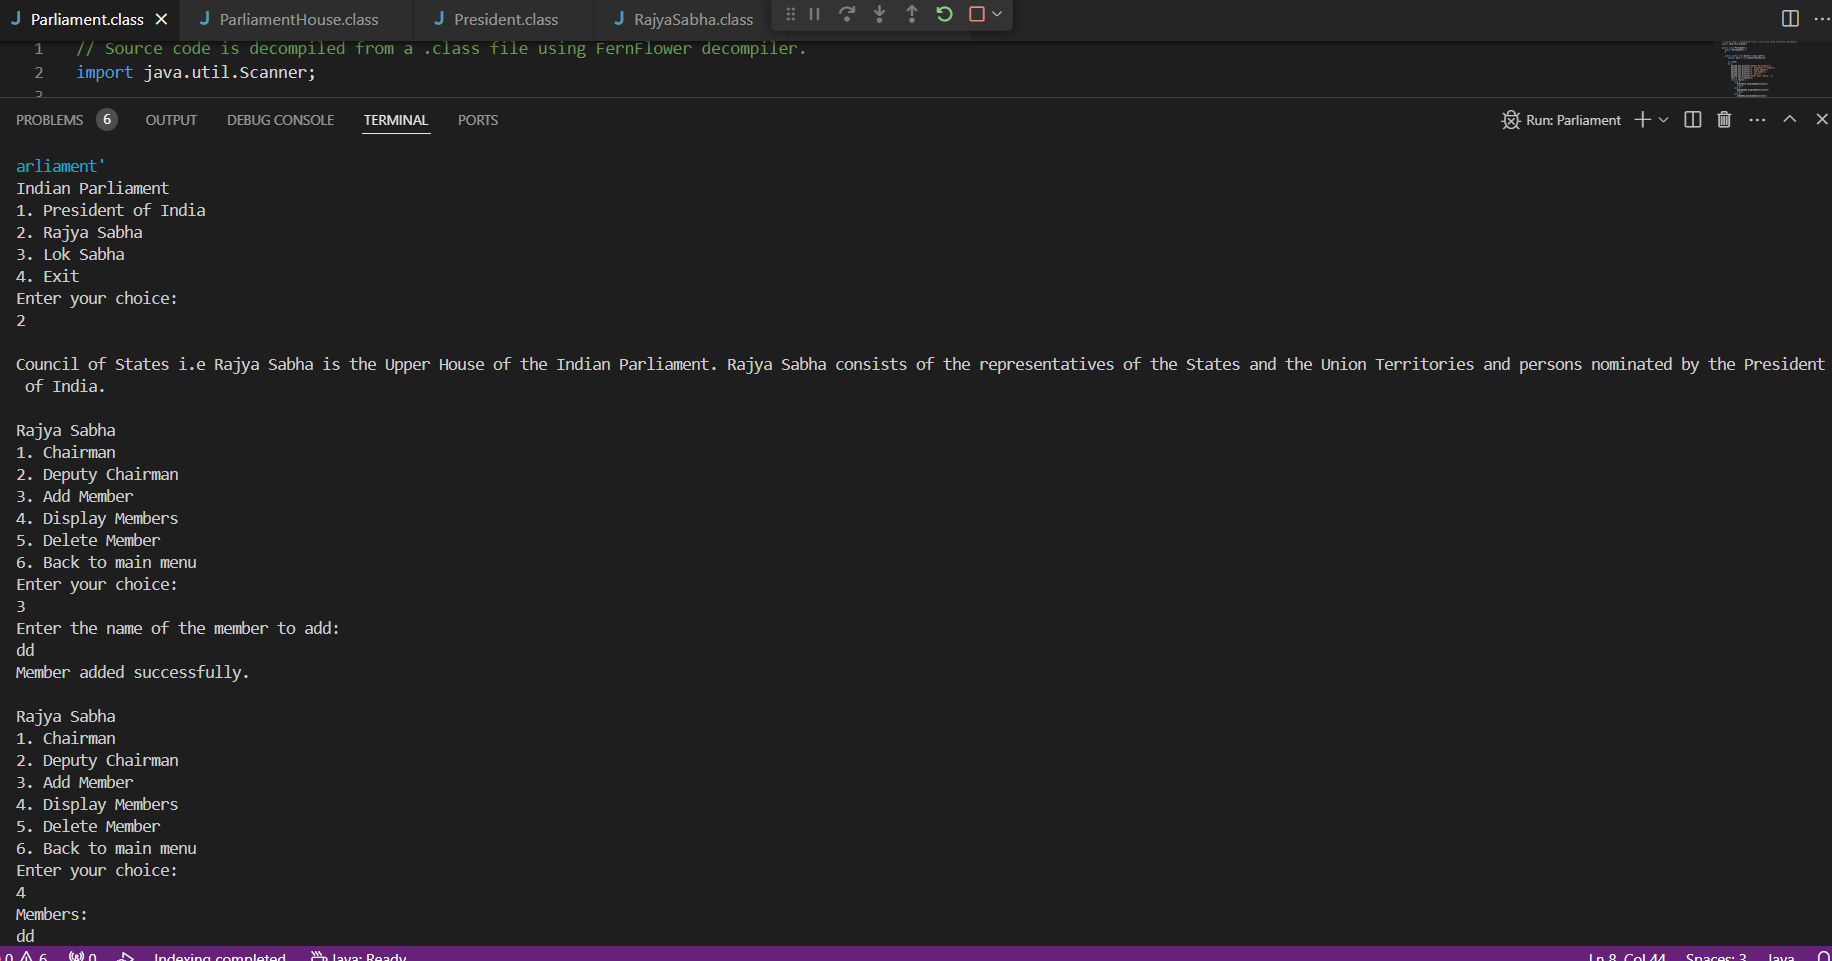 Parliament.class ParliamentHouse.class President.class RajyaSabha.class
1 // Source code is decompiled from a .class file using FernFlower decompiler.
2 import java.util.Scanner;
3
PROBLEMS 6 OUTPUT DEBUG CONSOLE TERMINAL PORTS Run: Parliament
arliament'
Indian Parliament
1. President of India
2. Rajya Sabha
3. Lok Sabha
4. Exit
Enter your choice:
2
Council of States i.e Rajya Sabha is the Upper House of the Indian Parliament. Rajya Sabha consists of the representatives of the States and the Union Territories and persons nominated by the President
of India.
Rajya Sabha
1. Chairman
2. Deputy Chairman
3. Add Member
4. Display Members
5. Delete Member
6. Back to main menu
Enter your choice:
3
Enter the name of the member to add:
dd
Member added successfully.
Rajya Sabha
1. Chairman
2. Deputy Chairman
3. Add Member
4. Display Members
5. Delete Member
6. Back to main menu
Enter your choice:
4
Members:
dd
0 6 0 Indexing completed Java: Ready Ln 8, Col 44 Spaces: 3 Java